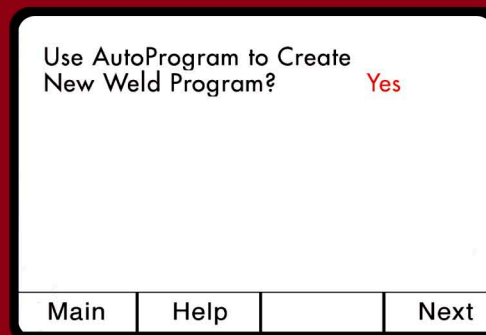 Use AutoProgram to Create
New Weld Program? Yes
Main Help Next